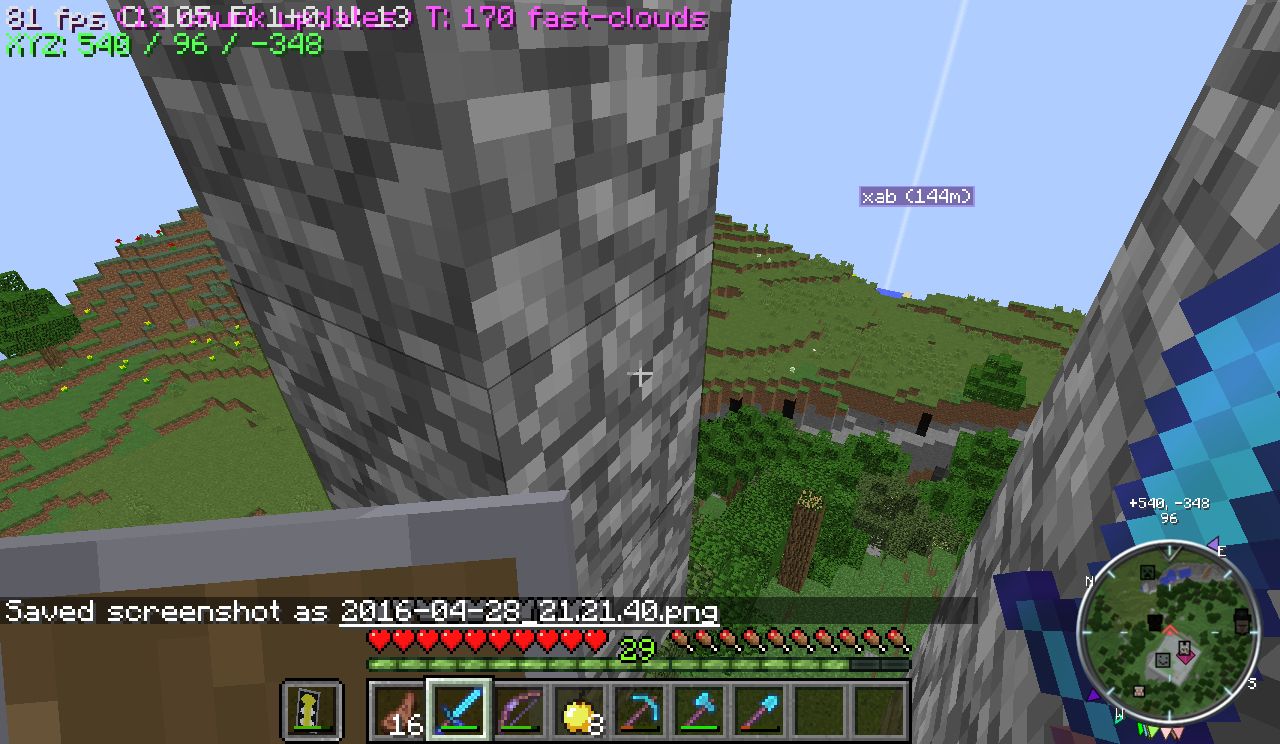 81 fps T: 170 fast-clouds
XYZ: 540 / 96 / -348
xab (144m)
+540, -348
96
E
N
Saved screenshot as 2016-04-28_21.21.40.png
29
S
W
16
8